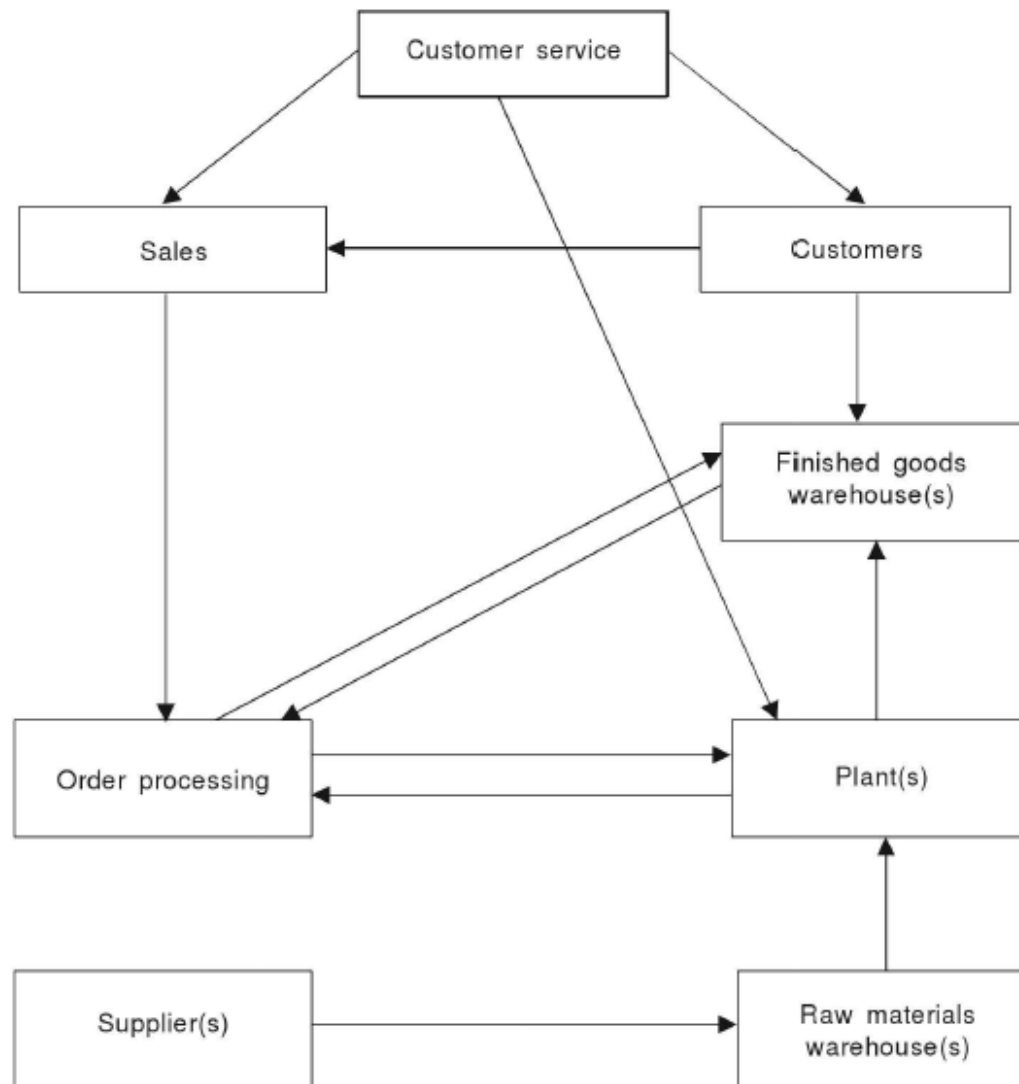 Customer service
Sales
Customers
Finished goods
warehouse(s)
Order processing
Plant(s)
Supplier(s)
Raw materials
warehouse(s)